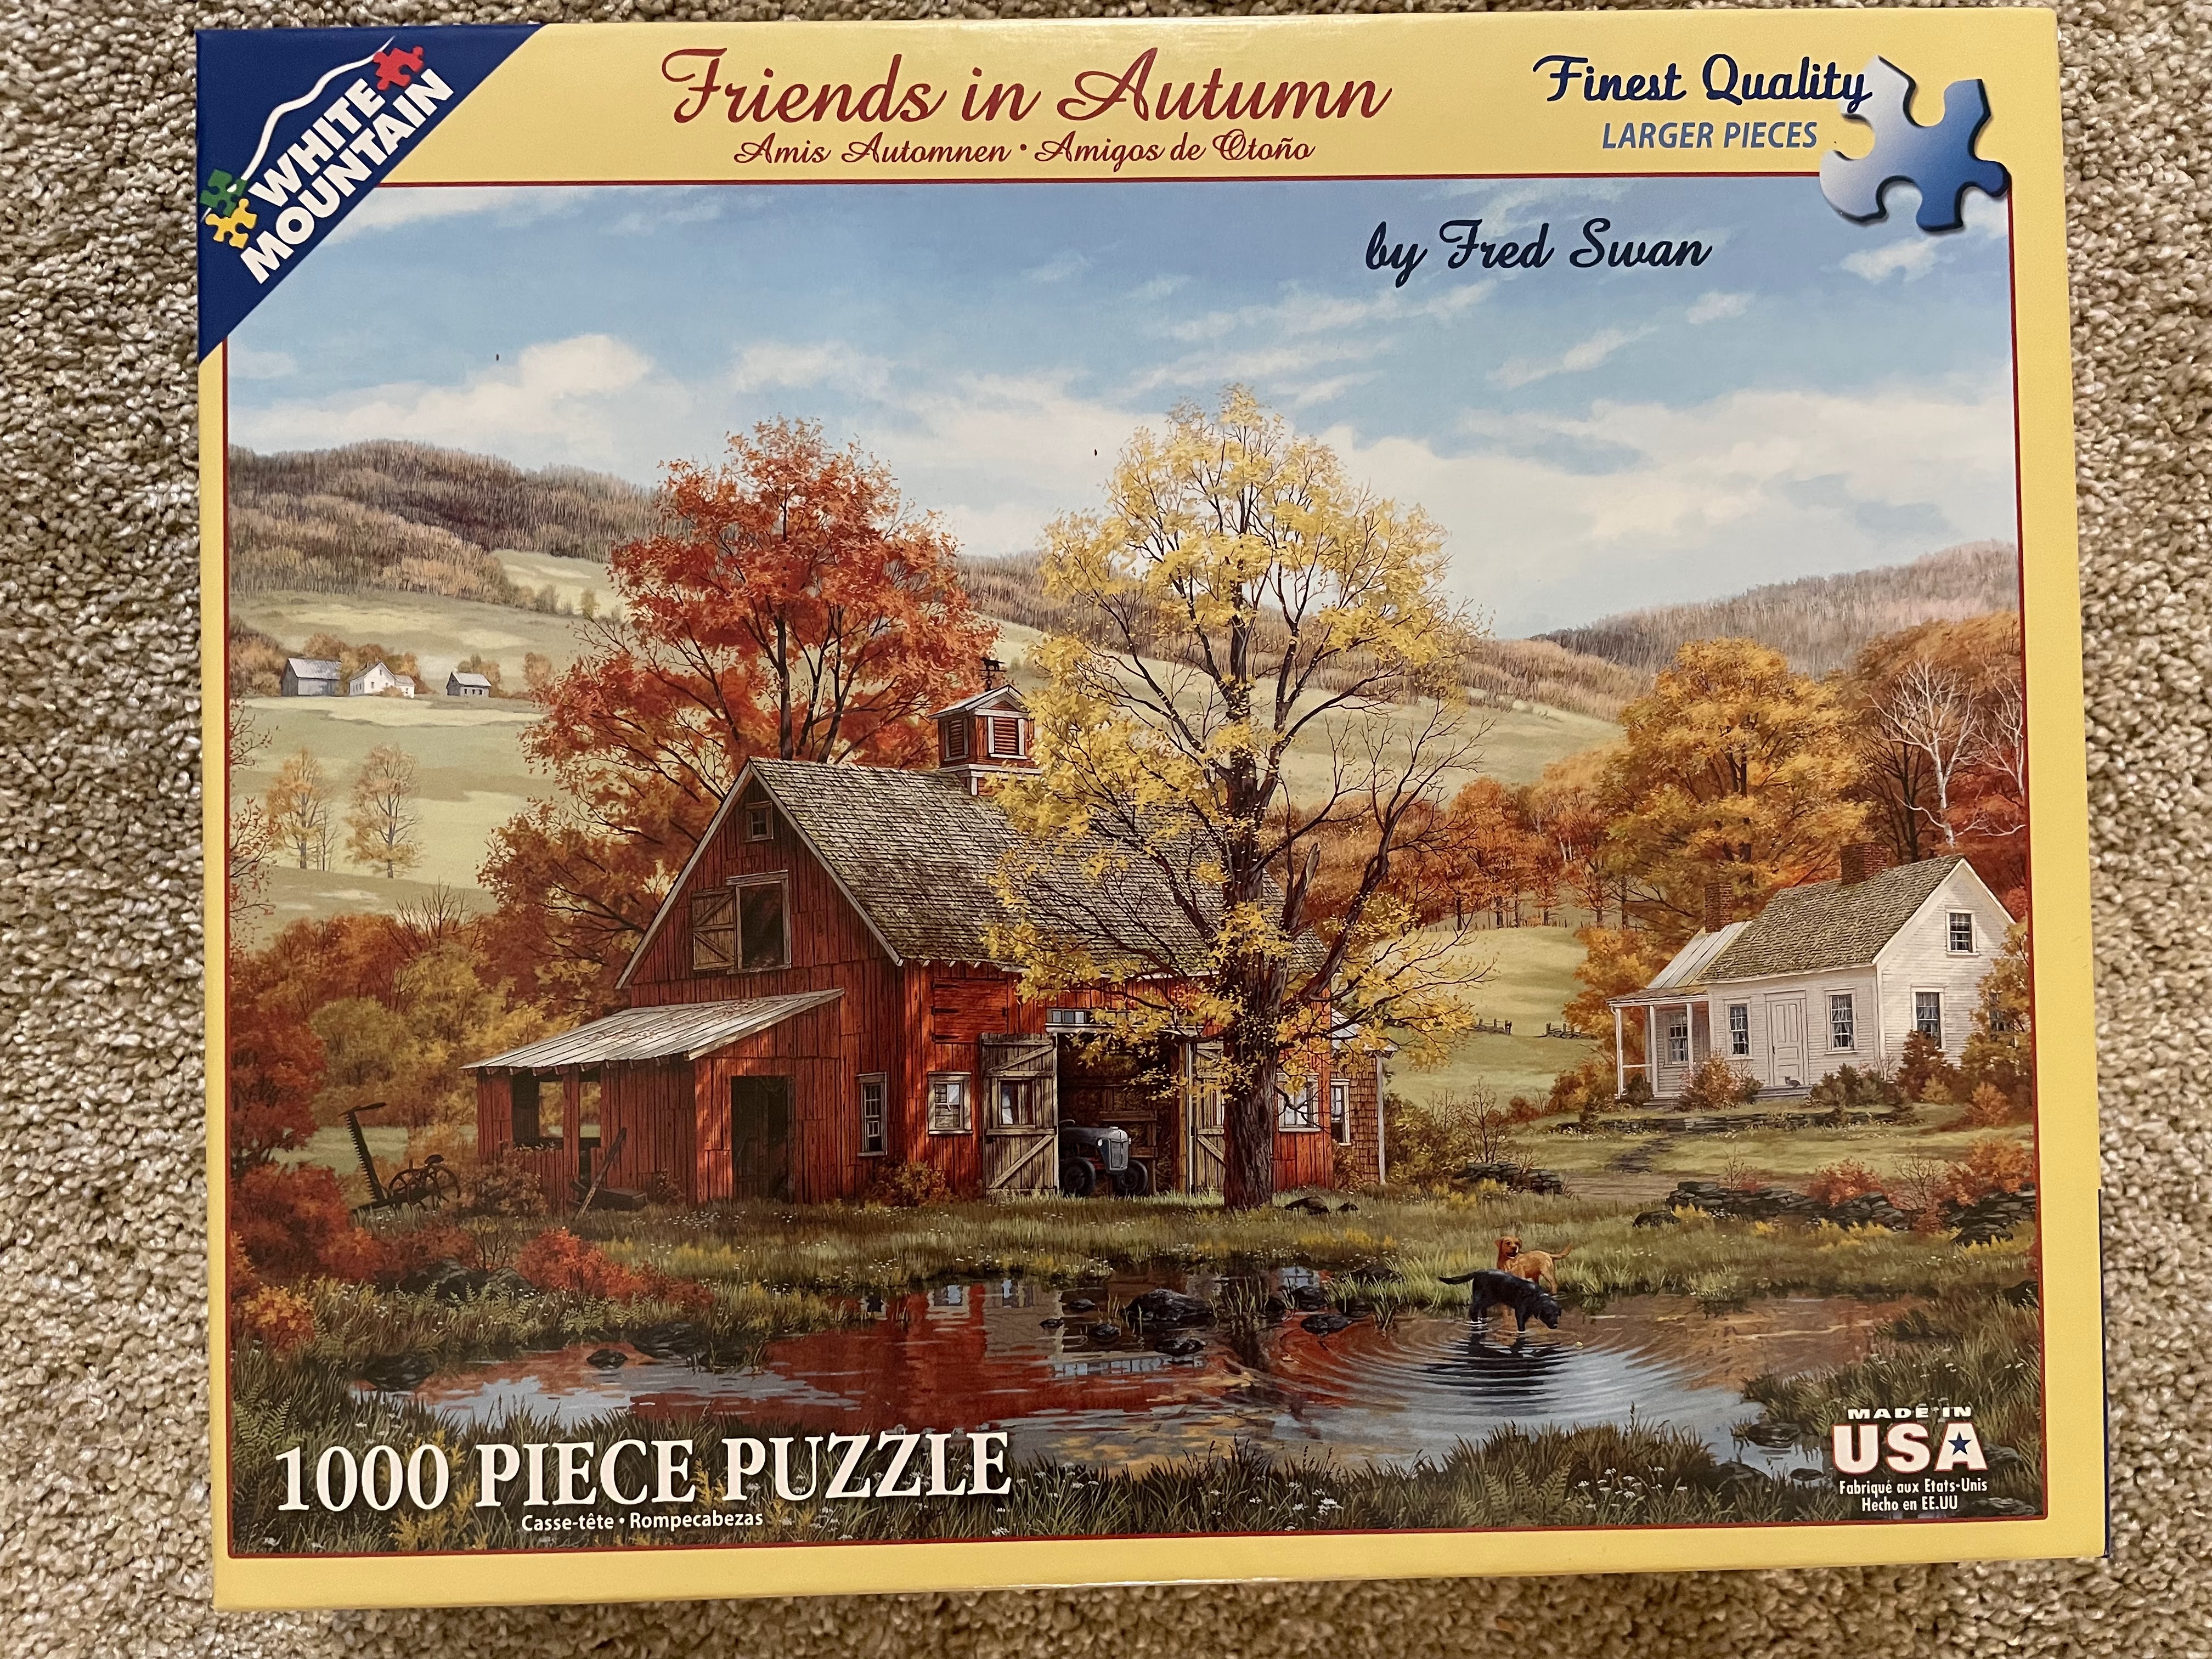 WHITE
MOUNTAIN
Friends in Autumn
Amis Automnen • Amigos de Otoño
Finest Quality
LARGER PIECES
by Fred Swan
1000 PIECE PUZZLE
Casse-tête • Rompecabezas
MADE IN
USA
Fabriqué aux Etats-Unis
Hecho en EE.UU